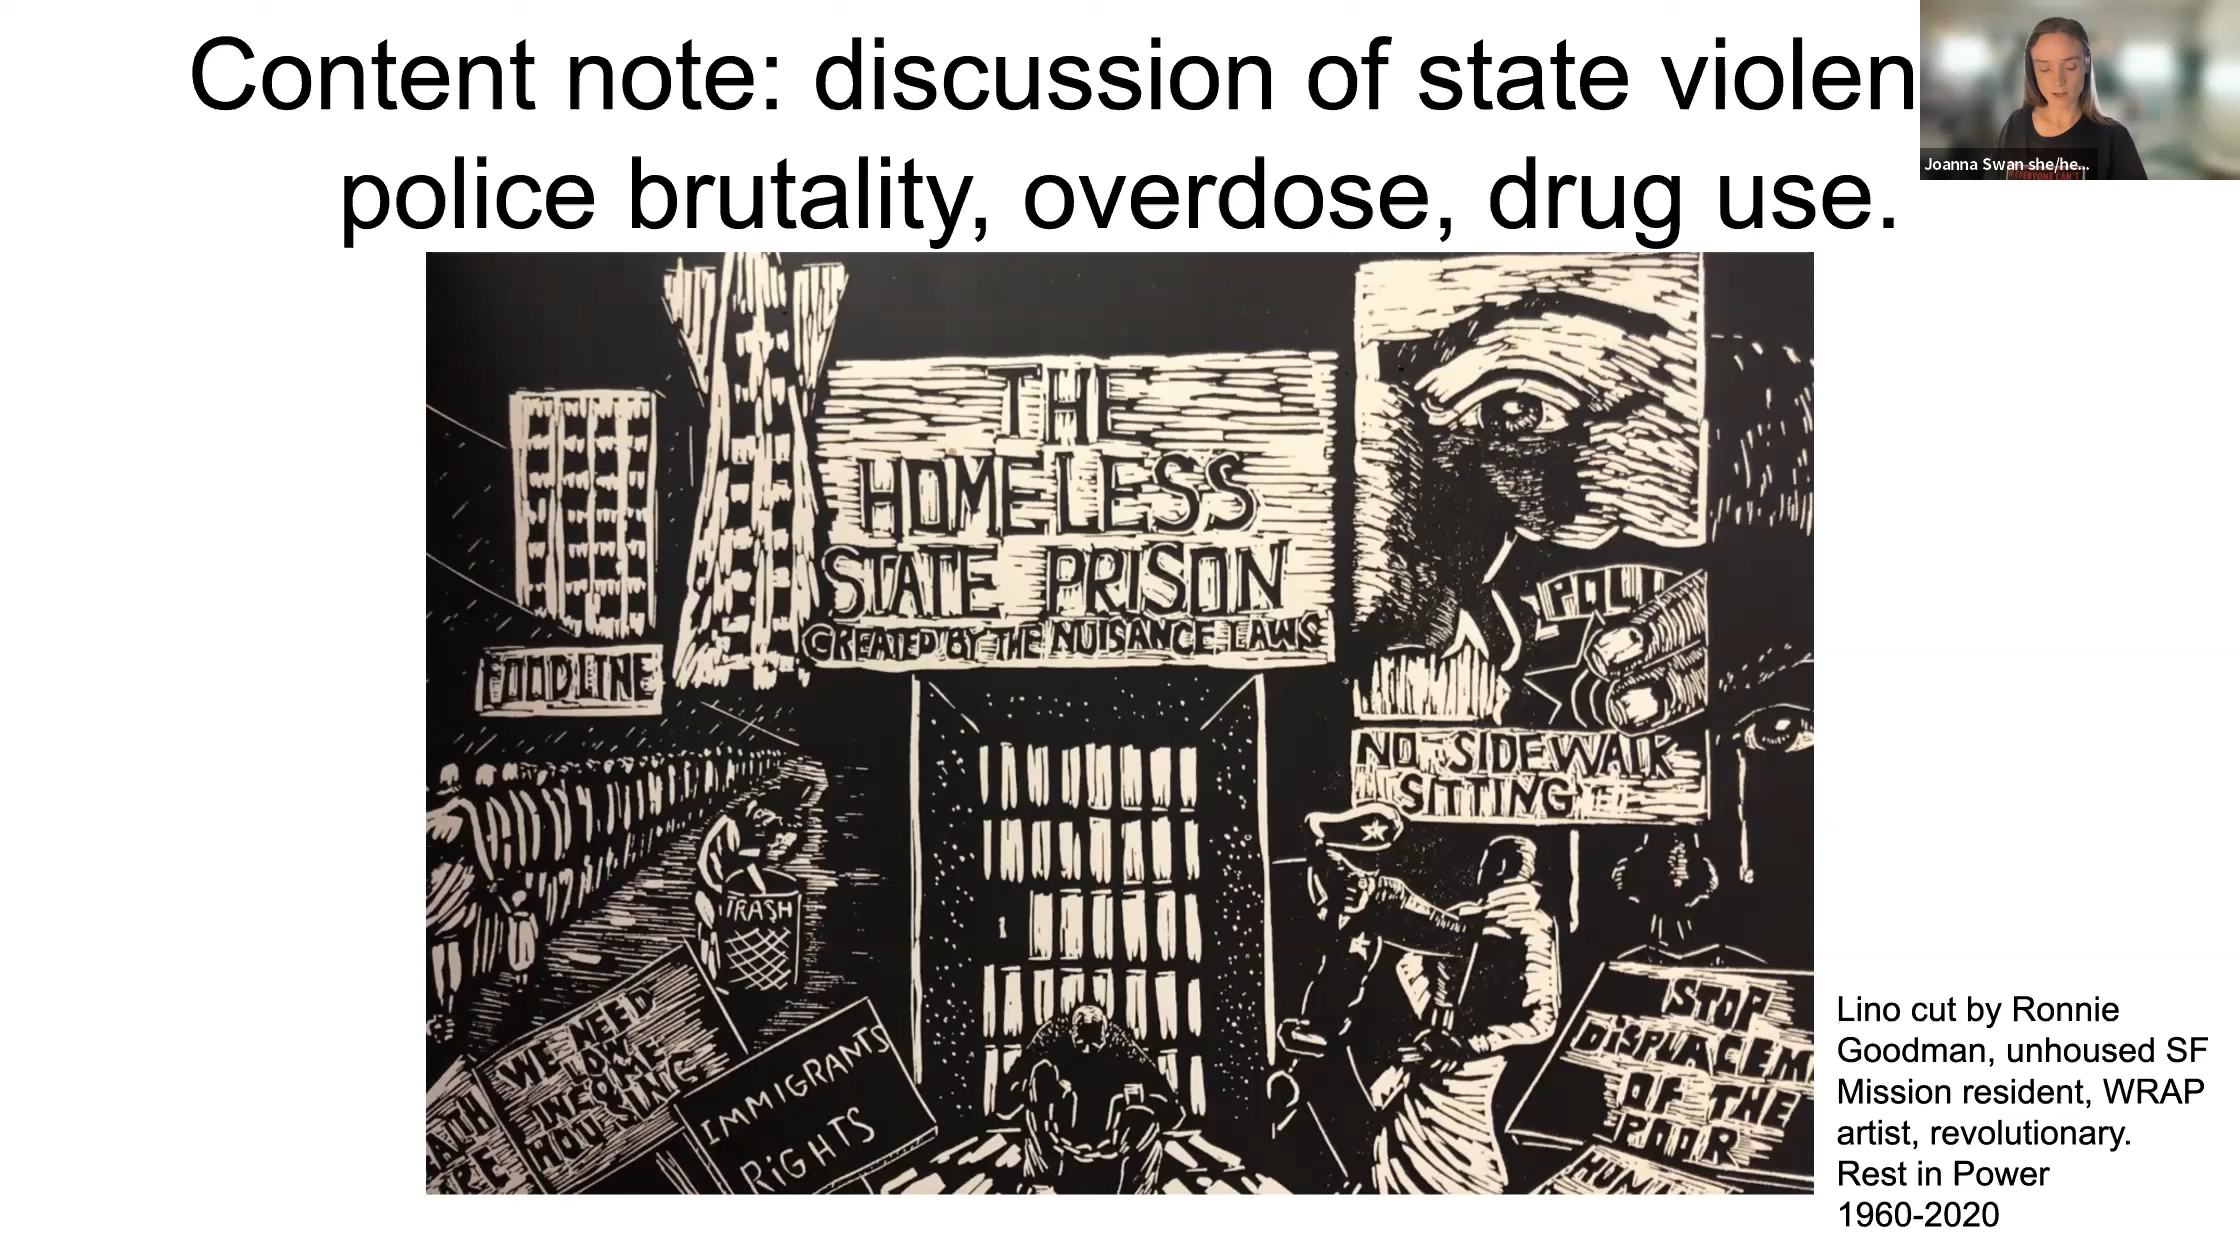 Content note: discussion of state violen
police brutality, overdose, drug use.
Joanna Swan she/he...
THE
HOMELESS
STATE PRISON
CREATED BY THE NUISANCE LAWS
POLI
FOODLINE
NO SIDEWALK
SITTING
TRASH
WE NEED
LOW
INCOME
HOUSING
IMMIGRANTS
RIGHTS
STOP
DISPLACEM
OF THE
POOR
HUM
Lino cut by Ronnie
Goodman, unhoused SF
Mission resident, WRAP
artist, revolutionary.
Rest in Power
1960-2020